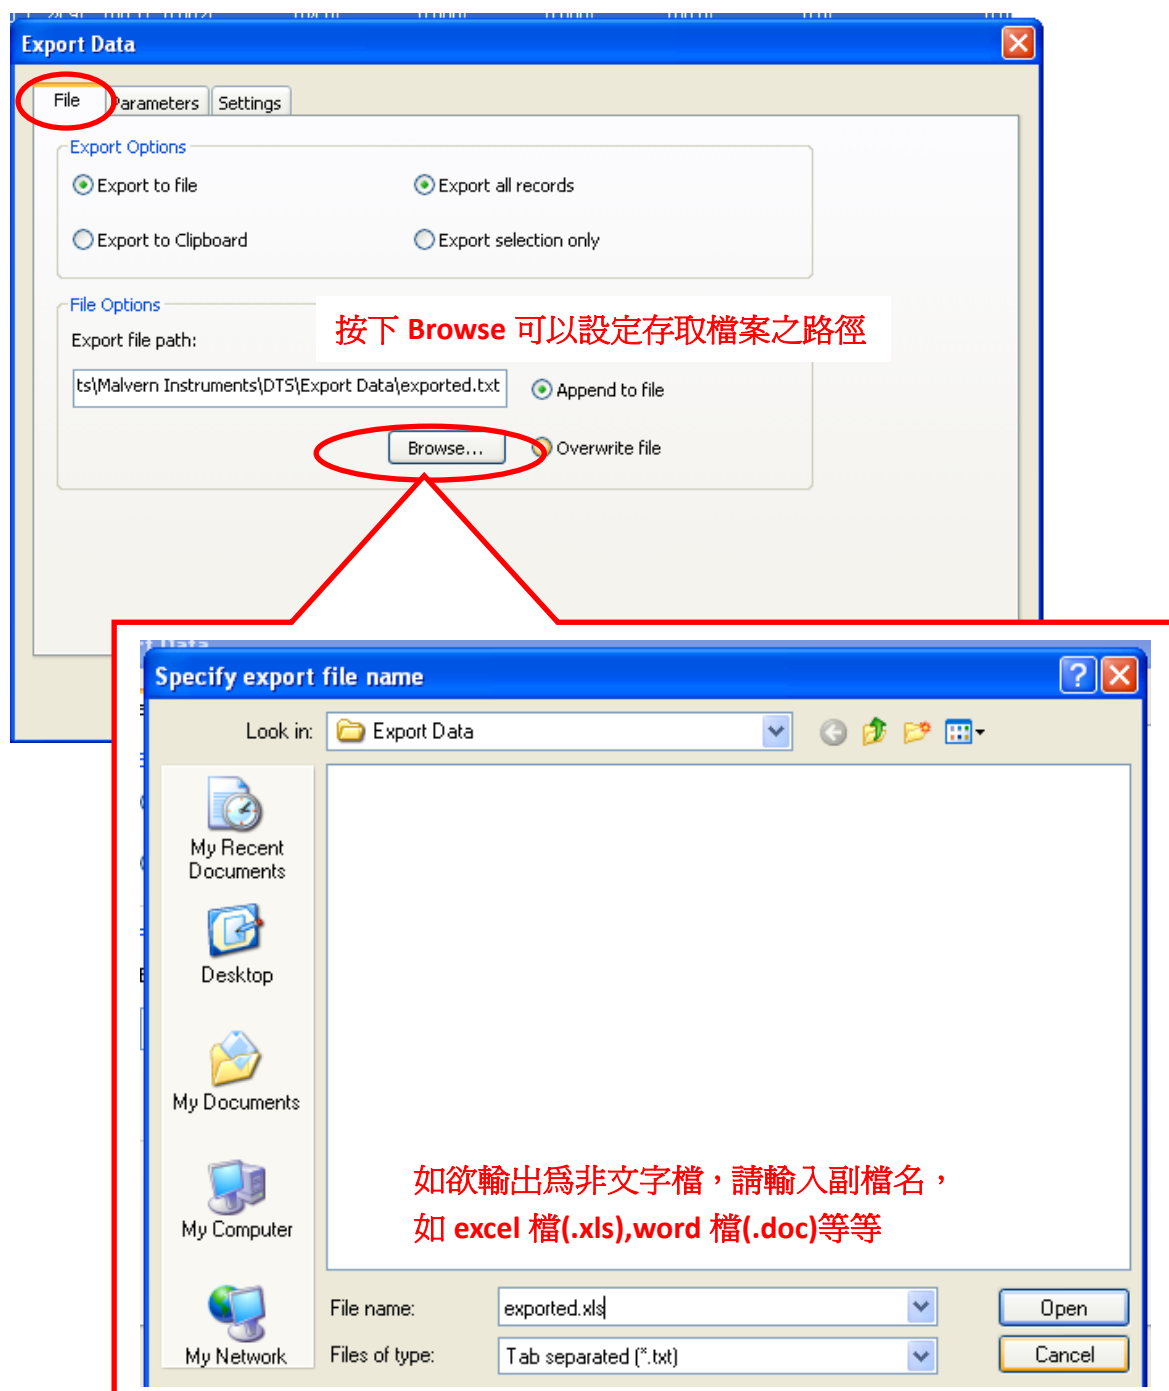 Export Data
File
Parameters
Settings
Export Options
Export to file
Export all records
Export to Clipboard
Export selection only
File Options
按下 Browse 可以設定存取檔案之路徑
Export file path:
ts\Malvern Instruments\DTS\Export Data\exported.txt
Append to file
Browse...
Overwrite file
Specify export file name
Look in:
Export Data
My Recent
Documents
Desktop
My Documents
My Computer
My Network
如欲輸出為非文字檔，請輸入副檔名，
如 excel 檔(.xls),word 檔(.doc)等等
File name:
exported.xls
Open
Files of type:
Tab separated (*.txt)
Cancel